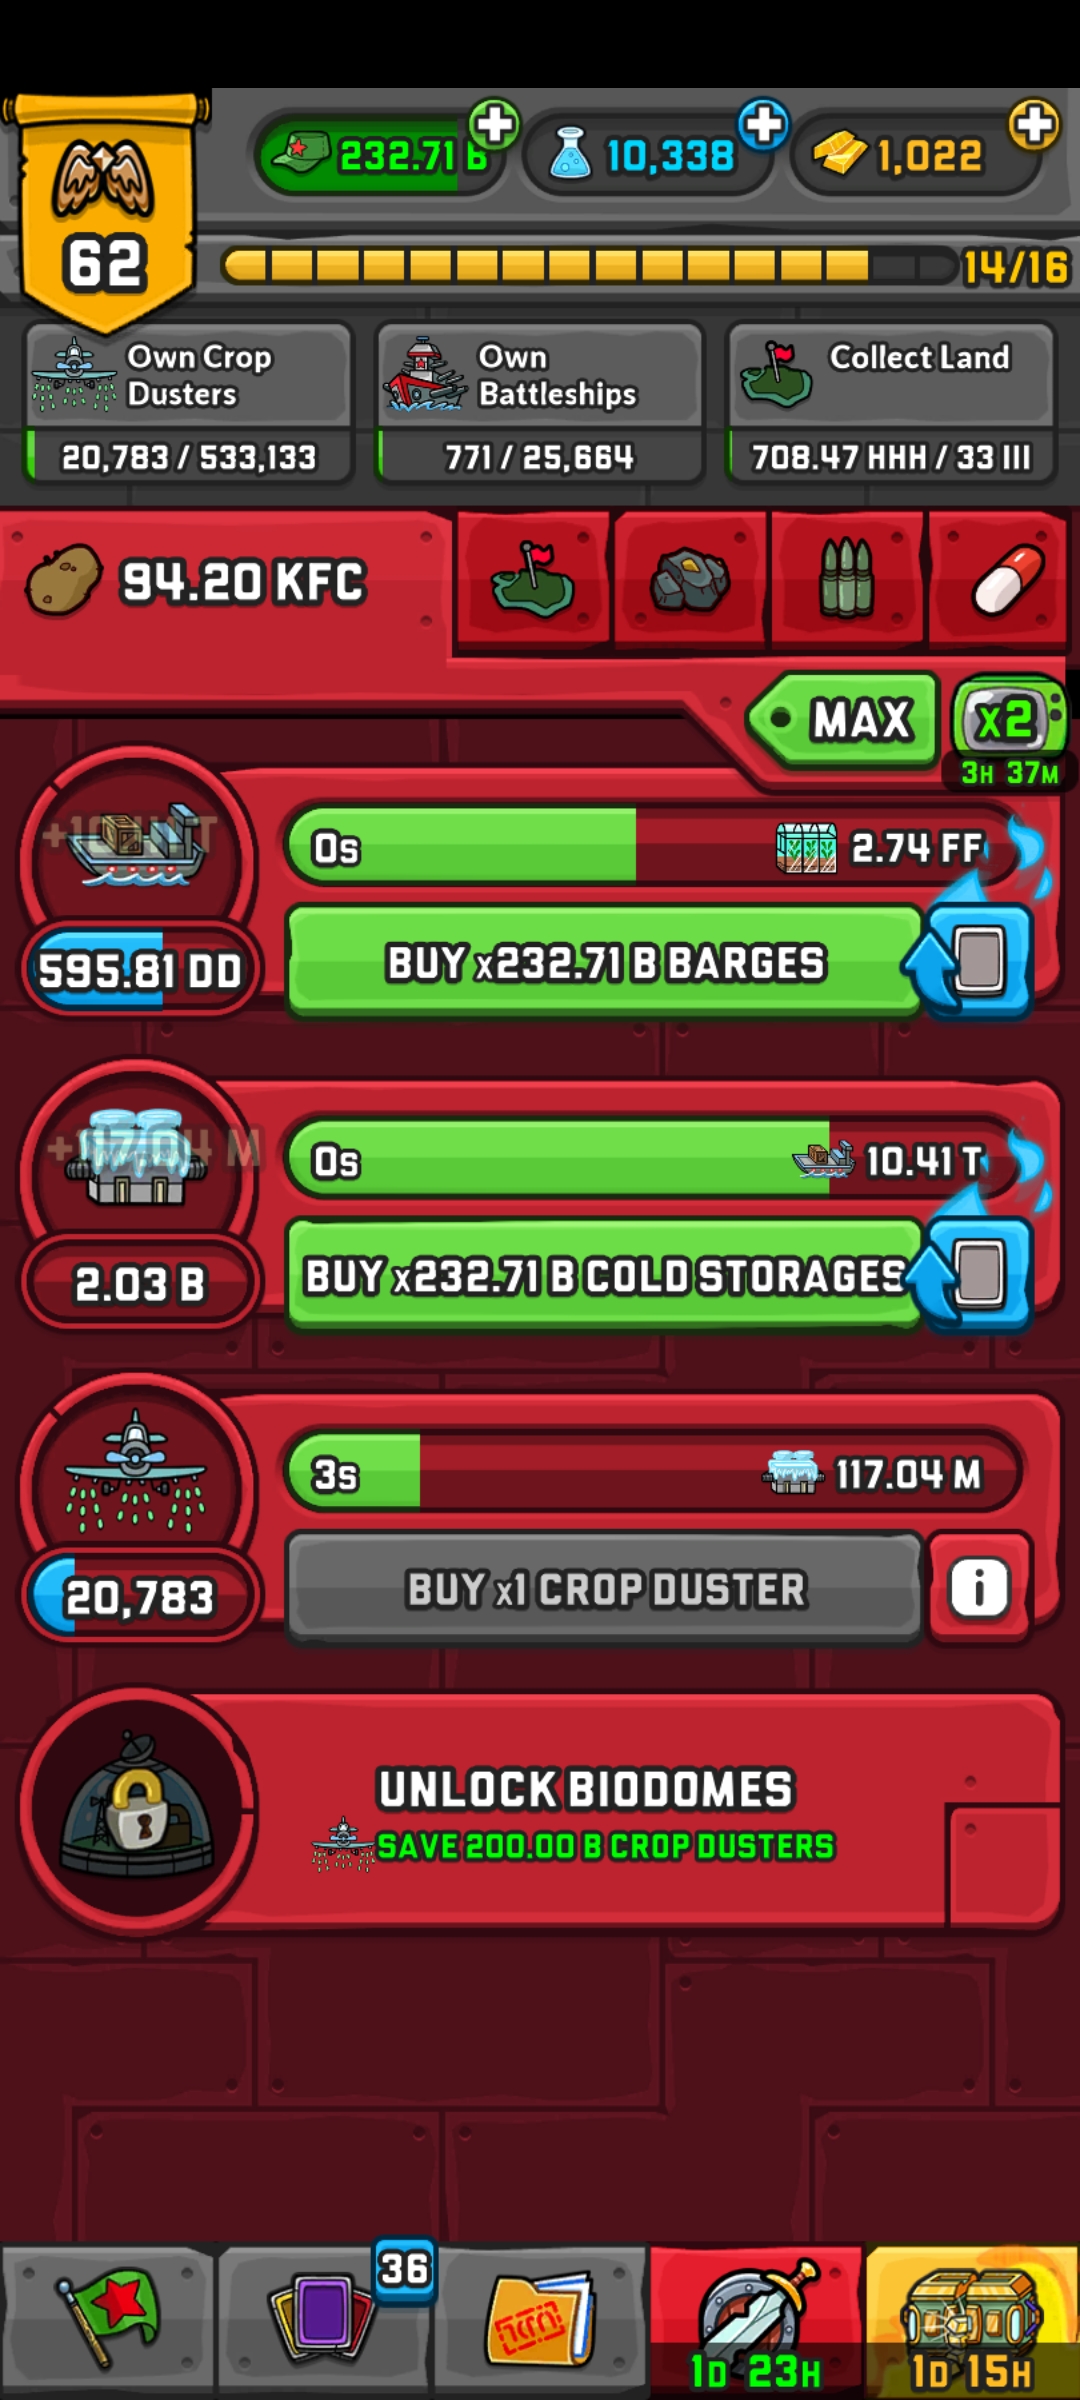 232.71 B
10,338
1,022
62
14/16
Own Crop
Dusters
20,783 / 533,133
Own
Battleships
771 / 25,664
Collect Land
708.47 HHH / 33 III
94.20 KFC
MAX
x2
3H 37M
0s
2.74 FF
595.81 DD
BUY x232.71 B BARGES
0s
10.41 T
2.03 B
BUY x232.71 B COLD STORAGES
3s
117.04 M
20,783
BUY x1 CROP DUSTER
i
UNLOCK BIODOMES
SAVE 200.00 B CROP DUSTERS
36
1D 23H
1D 15H